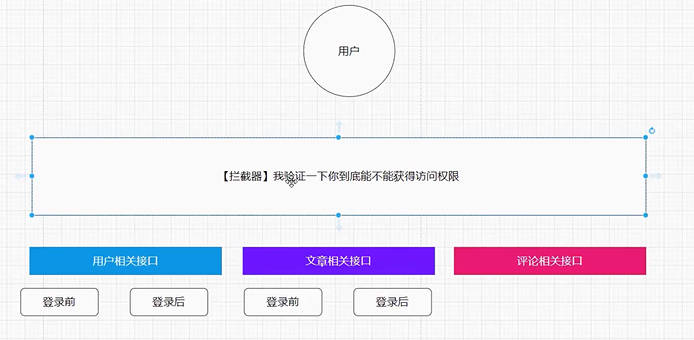 用户
【拦截器】我验证一下你到底能不能获得访问权限
用户相关接口
文章相关接口
评论相关接口
登录前
登录后
登录前
登录后